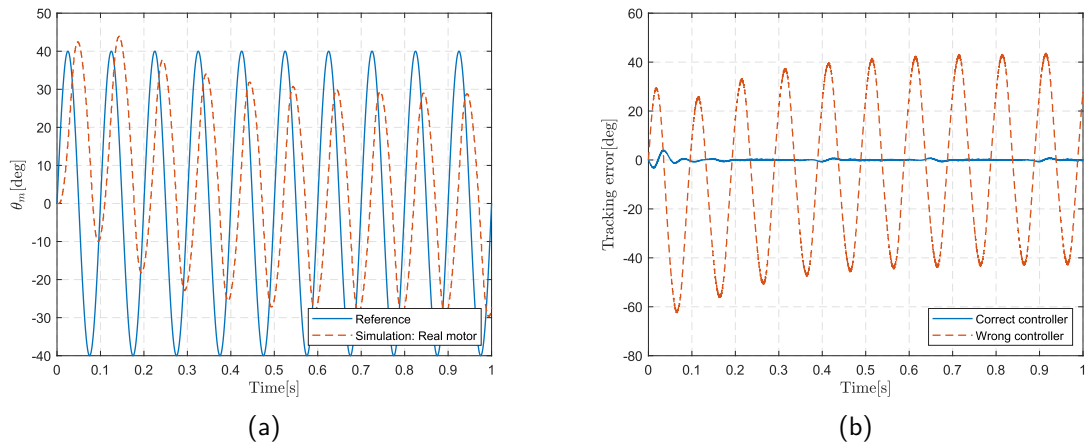 50
40
30
20
10
0
-10
-20
-30
-40
θm[deg]
0 0.1 0.2 0.3 0.4 0.5 0.6 0.7 0.8 0.9 1
Time[s]
Reference
Simulation: Real motor
(a)
60
40
20
0
-20
-40
-60
-80
Tracking error[deg]
0 0.1 0.2 0.3 0.4 0.5 0.6 0.7 0.8 0.9 1
Time[s]
Correct controller
Wrong controller
(b)